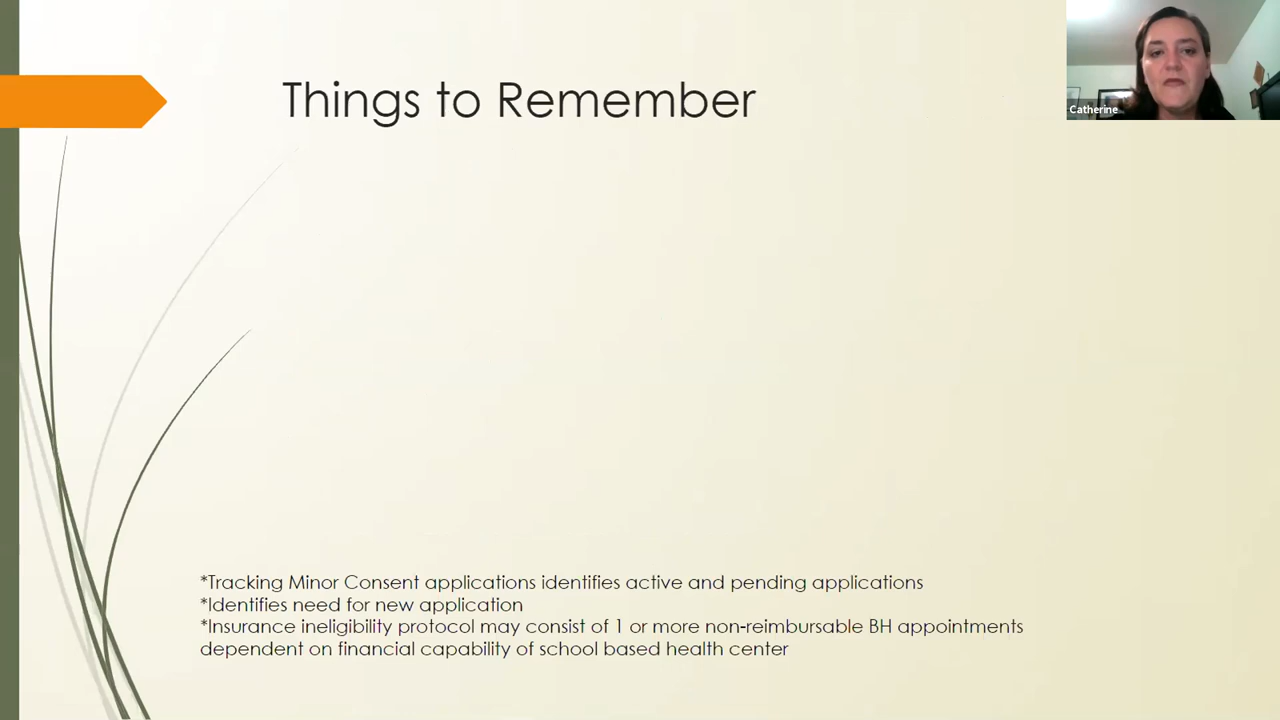 Things to Remember
Catherine
*Tracking Minor Consent applications identifies active and pending applications
*Identifies need for new application
*Insurance ineligibility protocol may consist of 1 or more non-reimbursable BH appointments
dependent on financial capability of school based health center